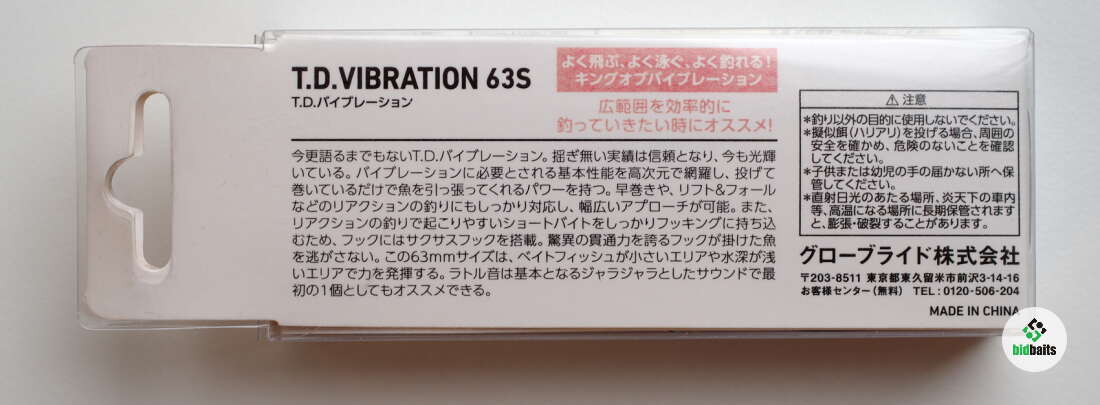 T.D.VIBRATION 63S
T.D.バイブレーション
よく飛ぶ、よく泳ぐ、よく釣れる！
キングオブバイブレーション
広範囲を効率的に
釣っていきたい時にオススメ！
今更語るまでもないT.D.バイブレーション。揺ぎ無い実績は信頼となり、今も光輝
いている。バイブレーションに必要とされる基本性能を高次元で網羅し、投げて
巻いているだけで魚を引っ張ってくれるパワーを持つ。早巻きや、リフト&フォール
などのリアクションの釣りにもしっかり対応し、幅広いアプローチが可能。また、
リアクションの釣りで起こりやすいショートバイトをしっかりフッキングに持ち込
むため、フックにはサクサスフックを搭載。驚異の貫通力を誇るフックが掛けた魚
を逃がさない。この63mmサイズは、ベイトフィッシュが小さいエリアや水深が浅
いエリアで力を発揮する。ラトル音は基本となるジャラジャラとしたサウンドで最
初の1個としてもオススメできる。
⚠ 注意
*釣り以外の目的に使用しないでください。
*擬似餌(ハリアリ)を投げる場合、周囲の
安全を確かめ、危険のないことを確認
してください。
*子供または幼児の手の届かない所へ保
管してください。
*直射日光のあたる場所、炎天下の車内
等、高温になる場所に長期保管されます
と、膨張・破裂することがあります。
グローブライド株式会社
〒203-8511 東京都東久留米市前沢3-14-16
お客様センター(無料) TEL:0120-506-204
MADE IN CHINA
bidbaits